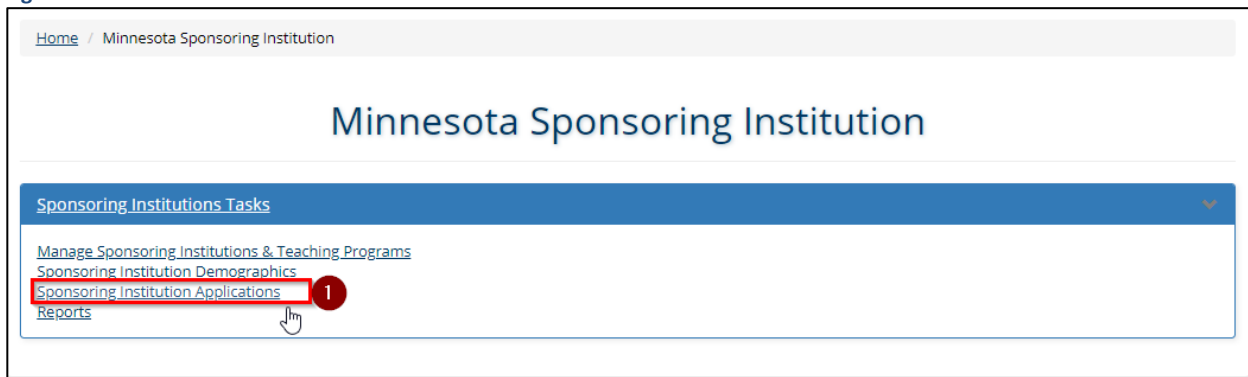 Home / Minnesota Sponsoring Institution
Minnesota Sponsoring Institution
Sponsoring Institutions Tasks
Manage Sponsoring Institutions & Teaching Programs
Sponsoring Institution Demographics
Sponsoring Institution Applications 1
Reports